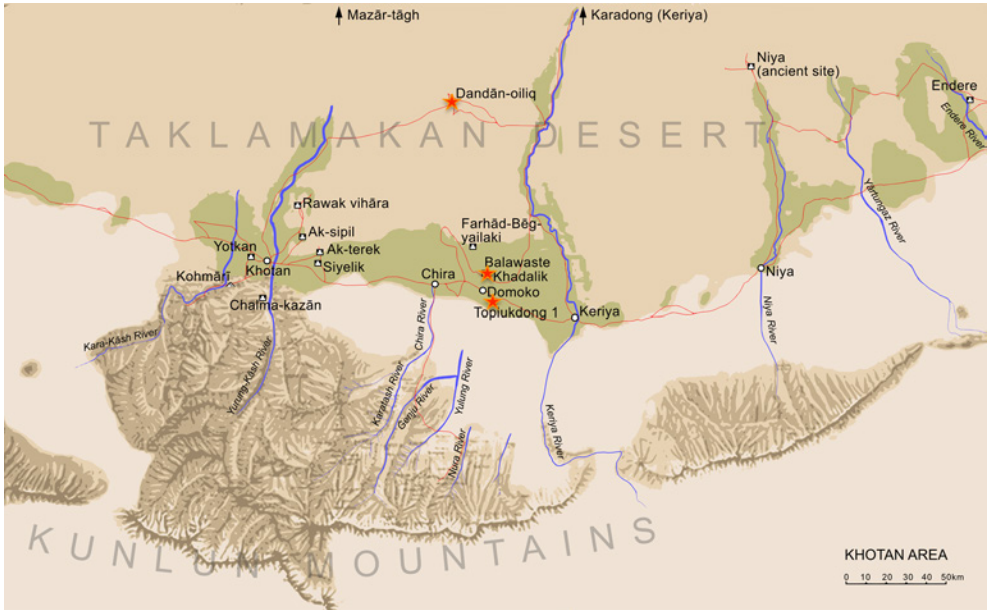 Mazār-tāgh
Karadong (Keriya)
Niya
(ancient site)
Endere
Dandān-oiliq
TAKLAMAKAN DESERT
Endere River
Yārtungaz River
Rawak vihāra
Farhād-Bēg-
yailaki
Ak-sipil
Yotkan
Ak-terek
Siyelik
Khotan
Kohmārī
Balawaste
Khadalik
Chira
Domoko
Niya
Chalma-kazān
Toplukdong 1
Keriya
Kara-Kāsh River
Chira River
Niya River
Yurung-Kāsh River
Karatash River
Genju River
Yulung River
Keriya River
Nura River
KUNLUN MOUNTAINS
KHOTAN AREA
0 10 20 30 40 50km